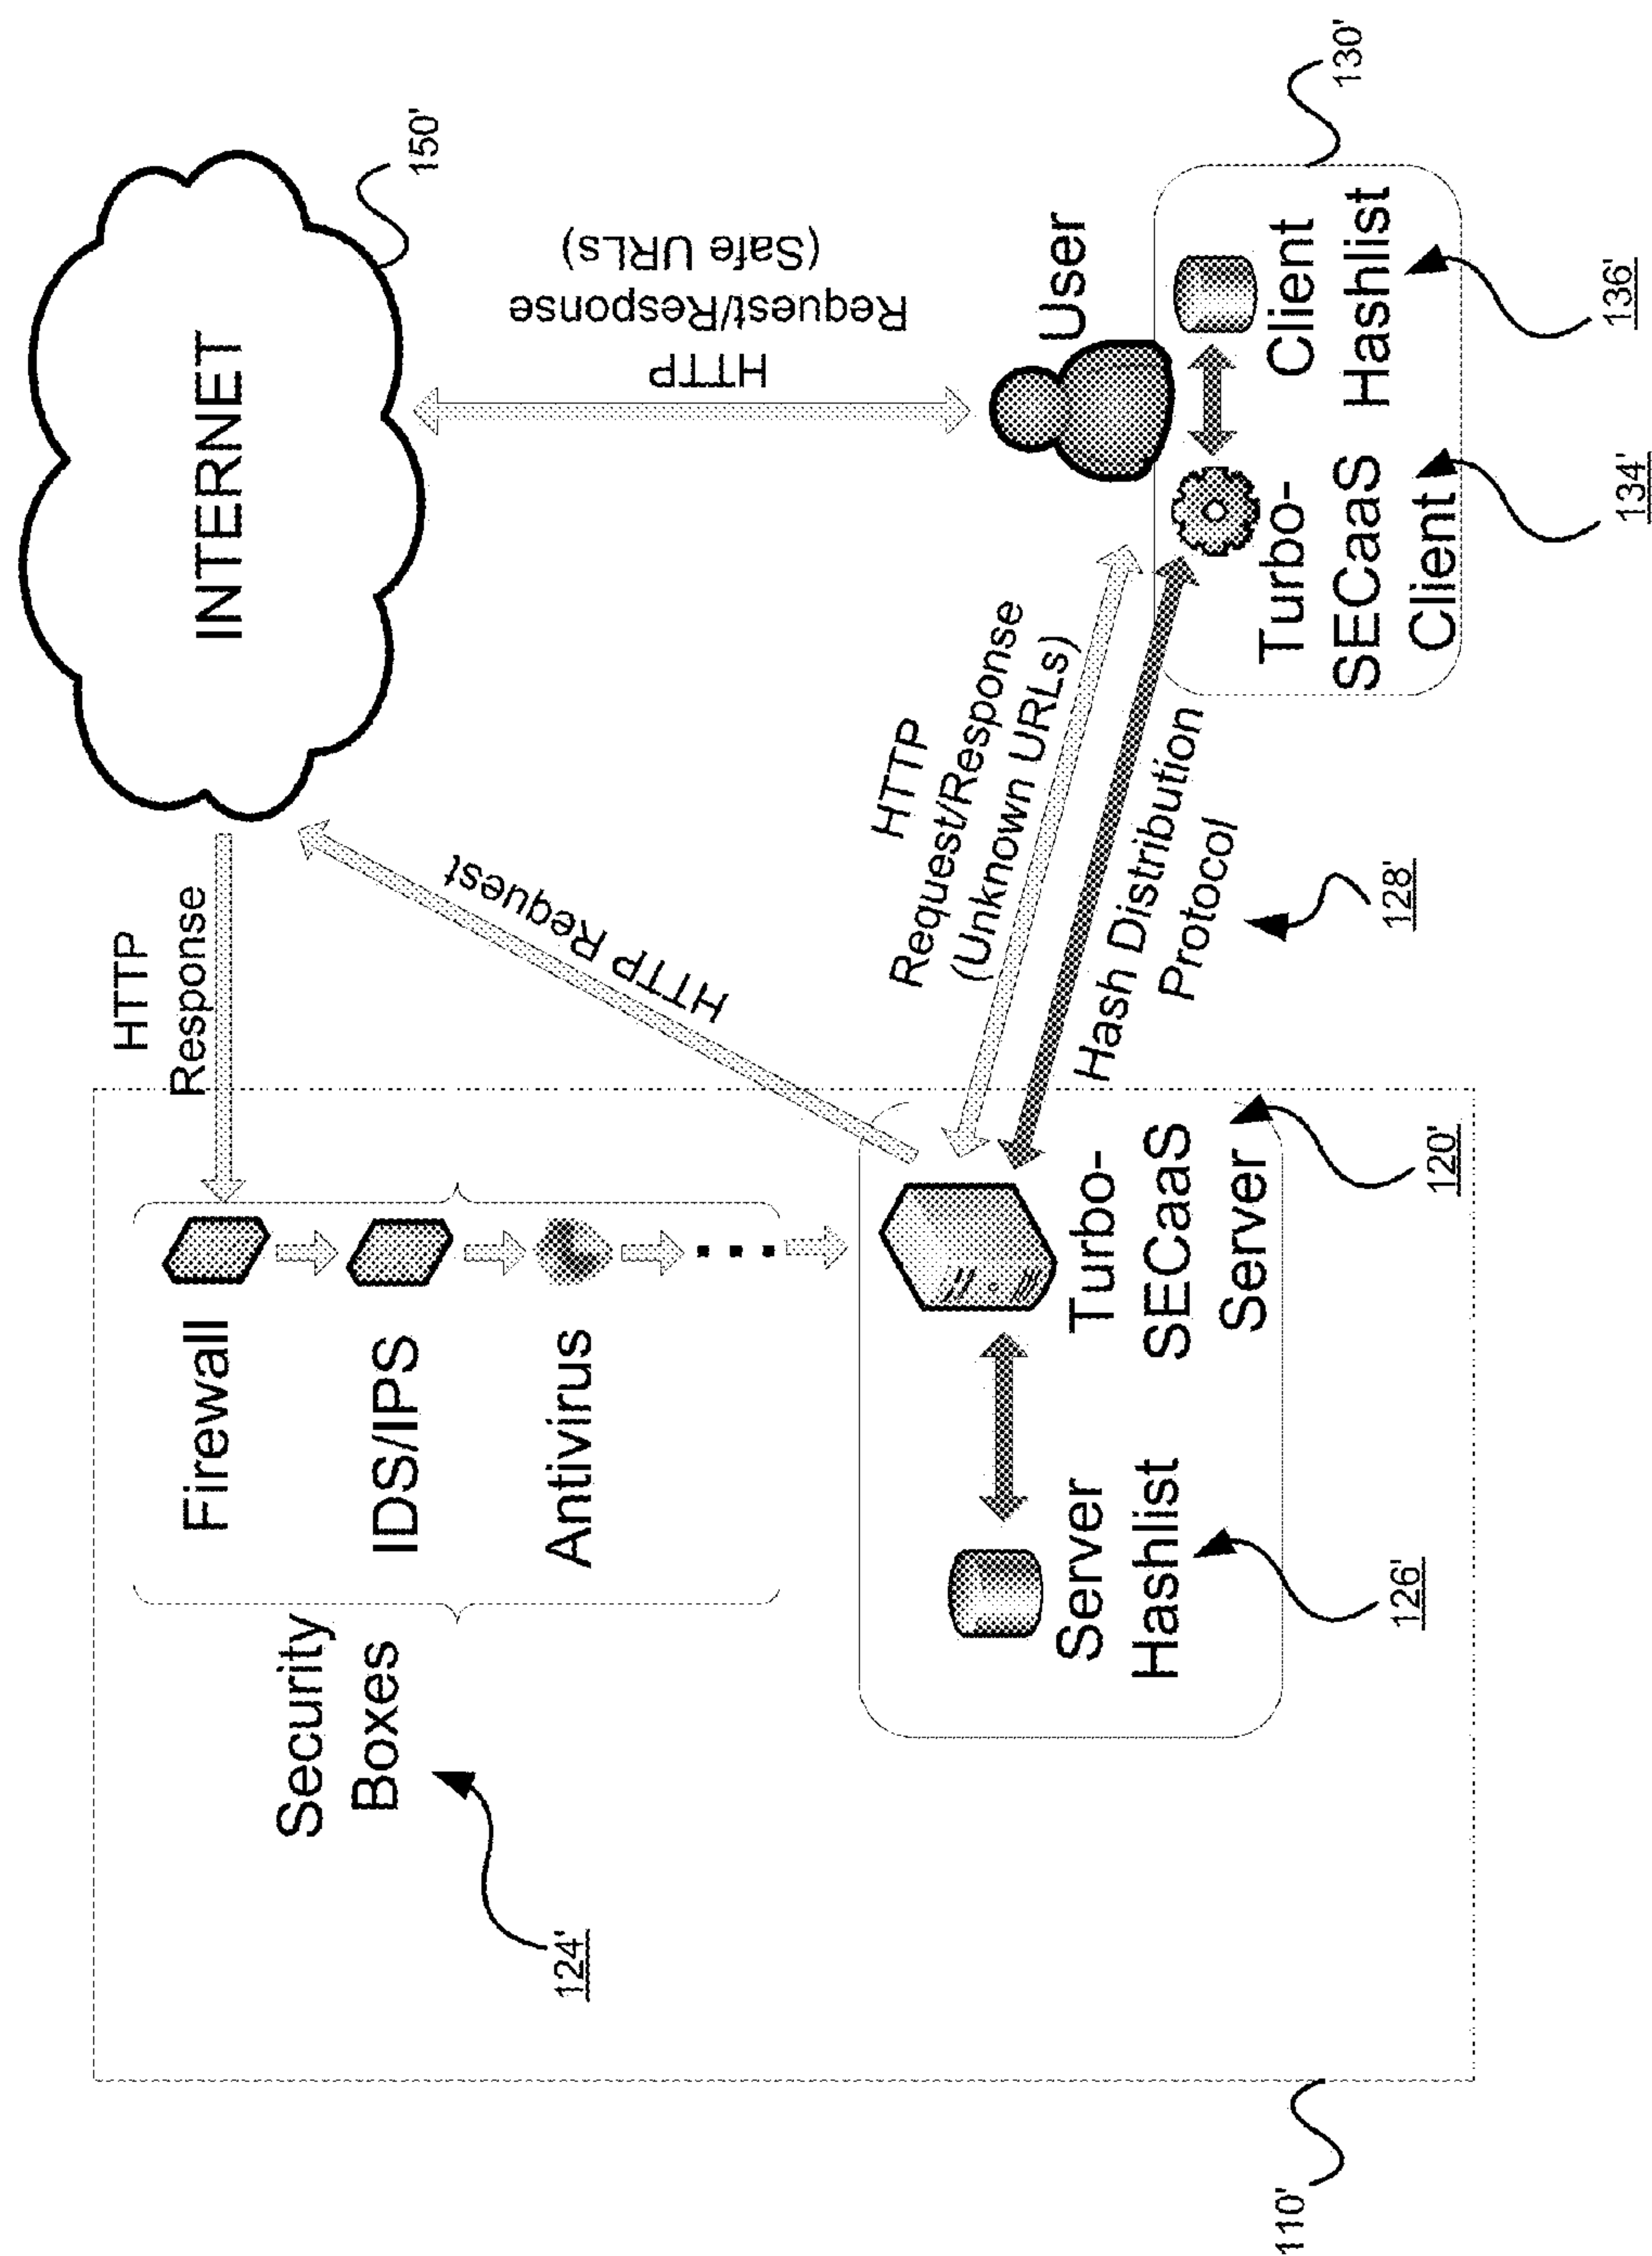 INTERNET
150'
HTTP
Response
HTTP Request
HTTP
Request/Response
(Safe URLs)
Security
Boxes
124'
Firewall
IDS/IPS
Antivirus
HTTP
Request/Response
(Unknown URLs)
Hash Distribution
Protocol
128'
User
Server
Hashlist
126'
Turbo-
SECaaS
Server
120'
Turbo-
SECaaS
Client
134'
Client
Hashlist
136'
130'
110'